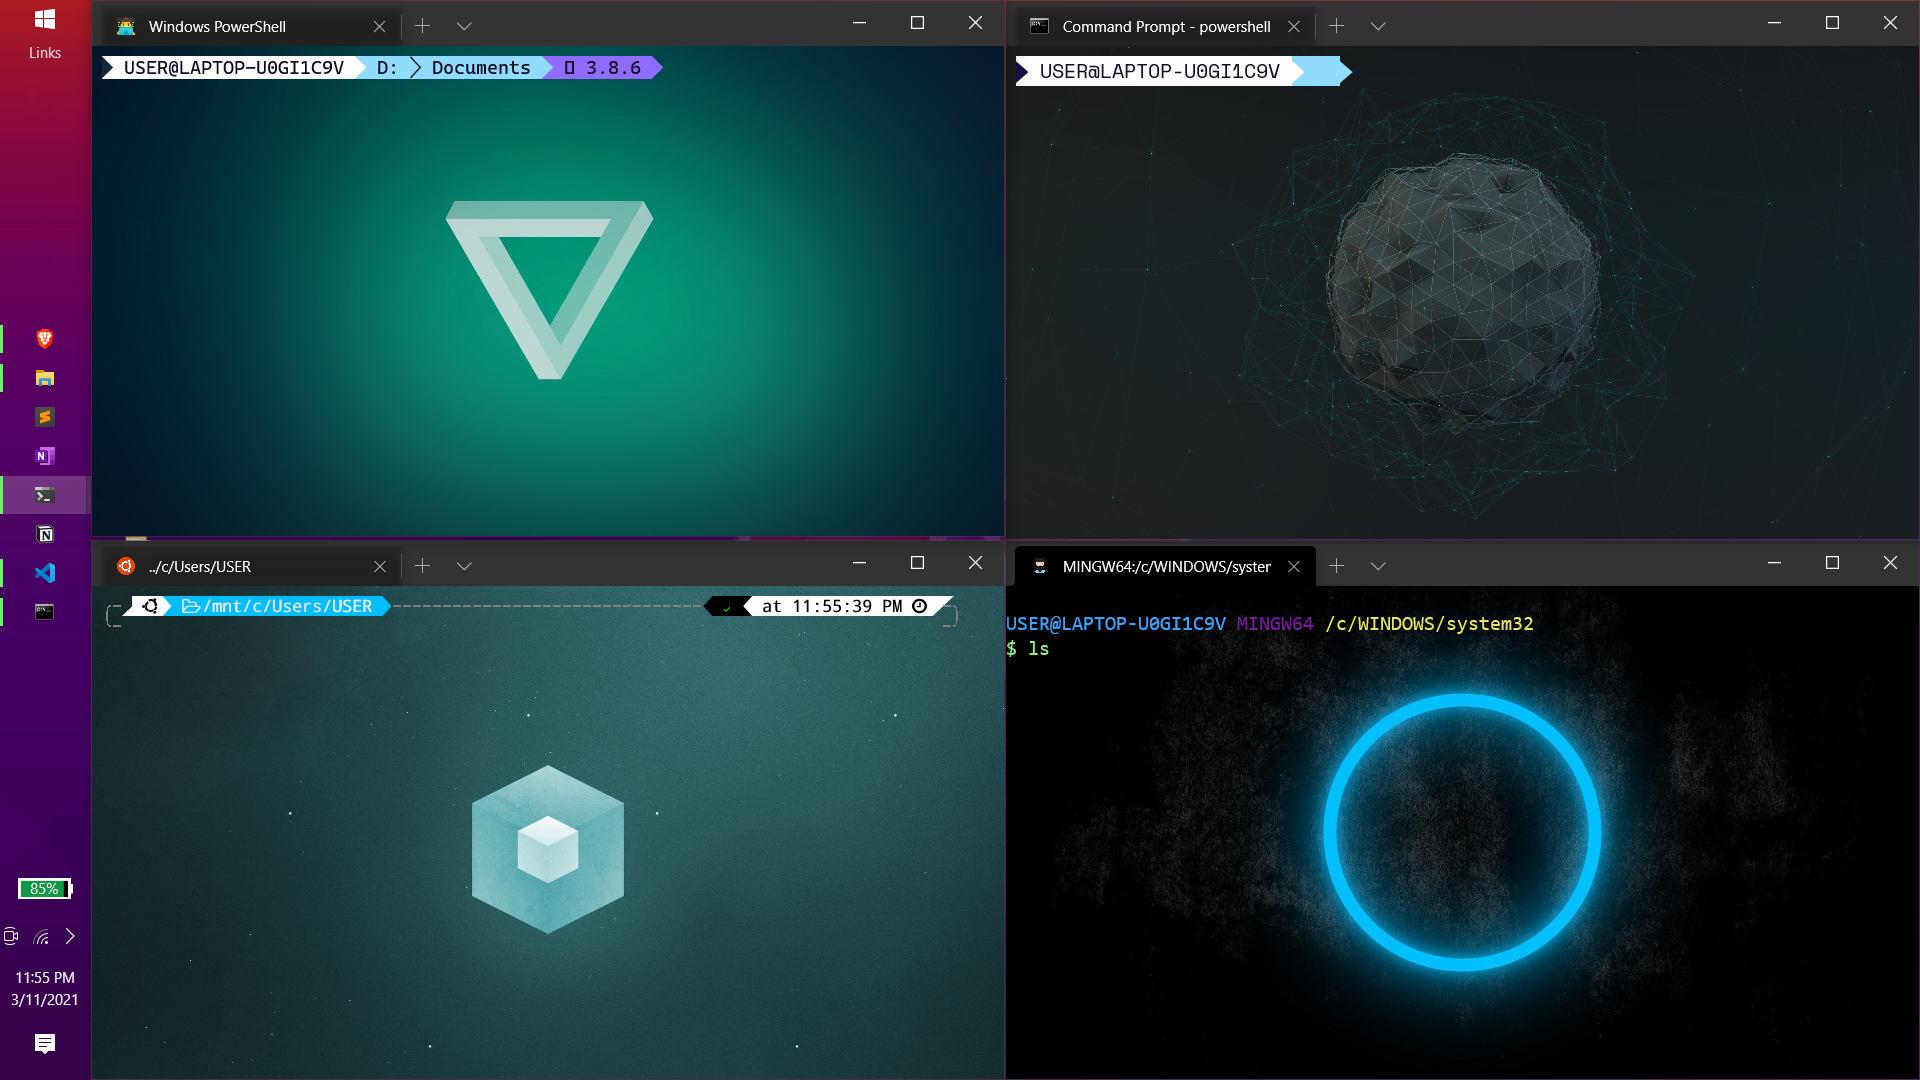 Links
85%
11:55 PM
3/11/2021
Windows PowerShell
USER@LAPTOP-U0GI1C9V D: Documents 3.8.6
Command Prompt - powershell
USER@LAPTOP-U0GI1C9V
../c/Users/USER
/mnt/c/Users/USER at 11:55:39 PM
MINGW64:/c/WINDOWS/syster
USER@LAPTOP-U0GI1C9V MINGW64 /c/WINDOWS/system32
$ ls